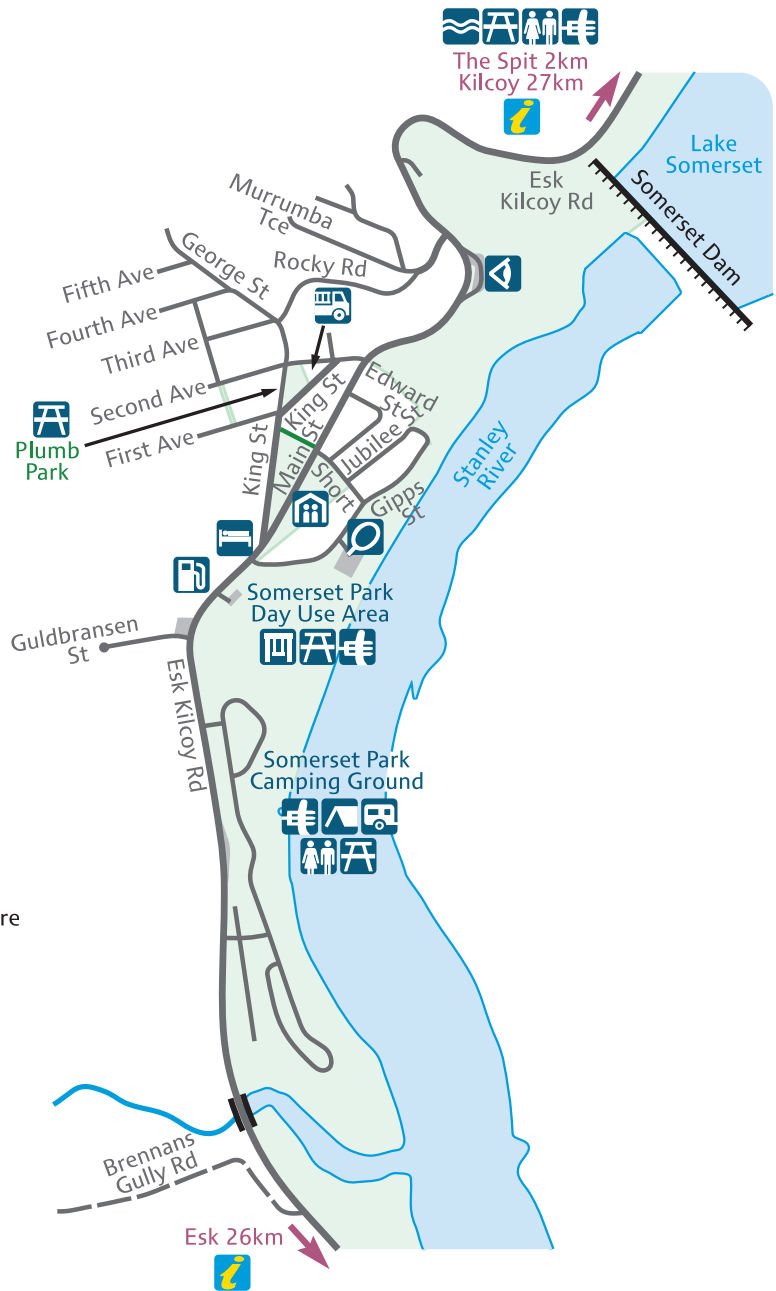 The Spit 2km
Kilcoy 27km
Lake
Somerset
Esk
Kilcoy Rd
Somerset Dam
Murrumba
Tce
George St
Rocky Rd
Fifth Ave
Fourth Ave
Third Ave
Second Ave
First Ave
Plumb
Park
King St
King St
Main St
Edward
St
Jubilee St
Short
Gipps
St
Stanley
River
Somerset Park
Day Use Area
Guldbransen
St
Esk Kilcoy Rd
Somerset Park
Camping Ground
re
Brennans
Gully Rd
Esk 26km